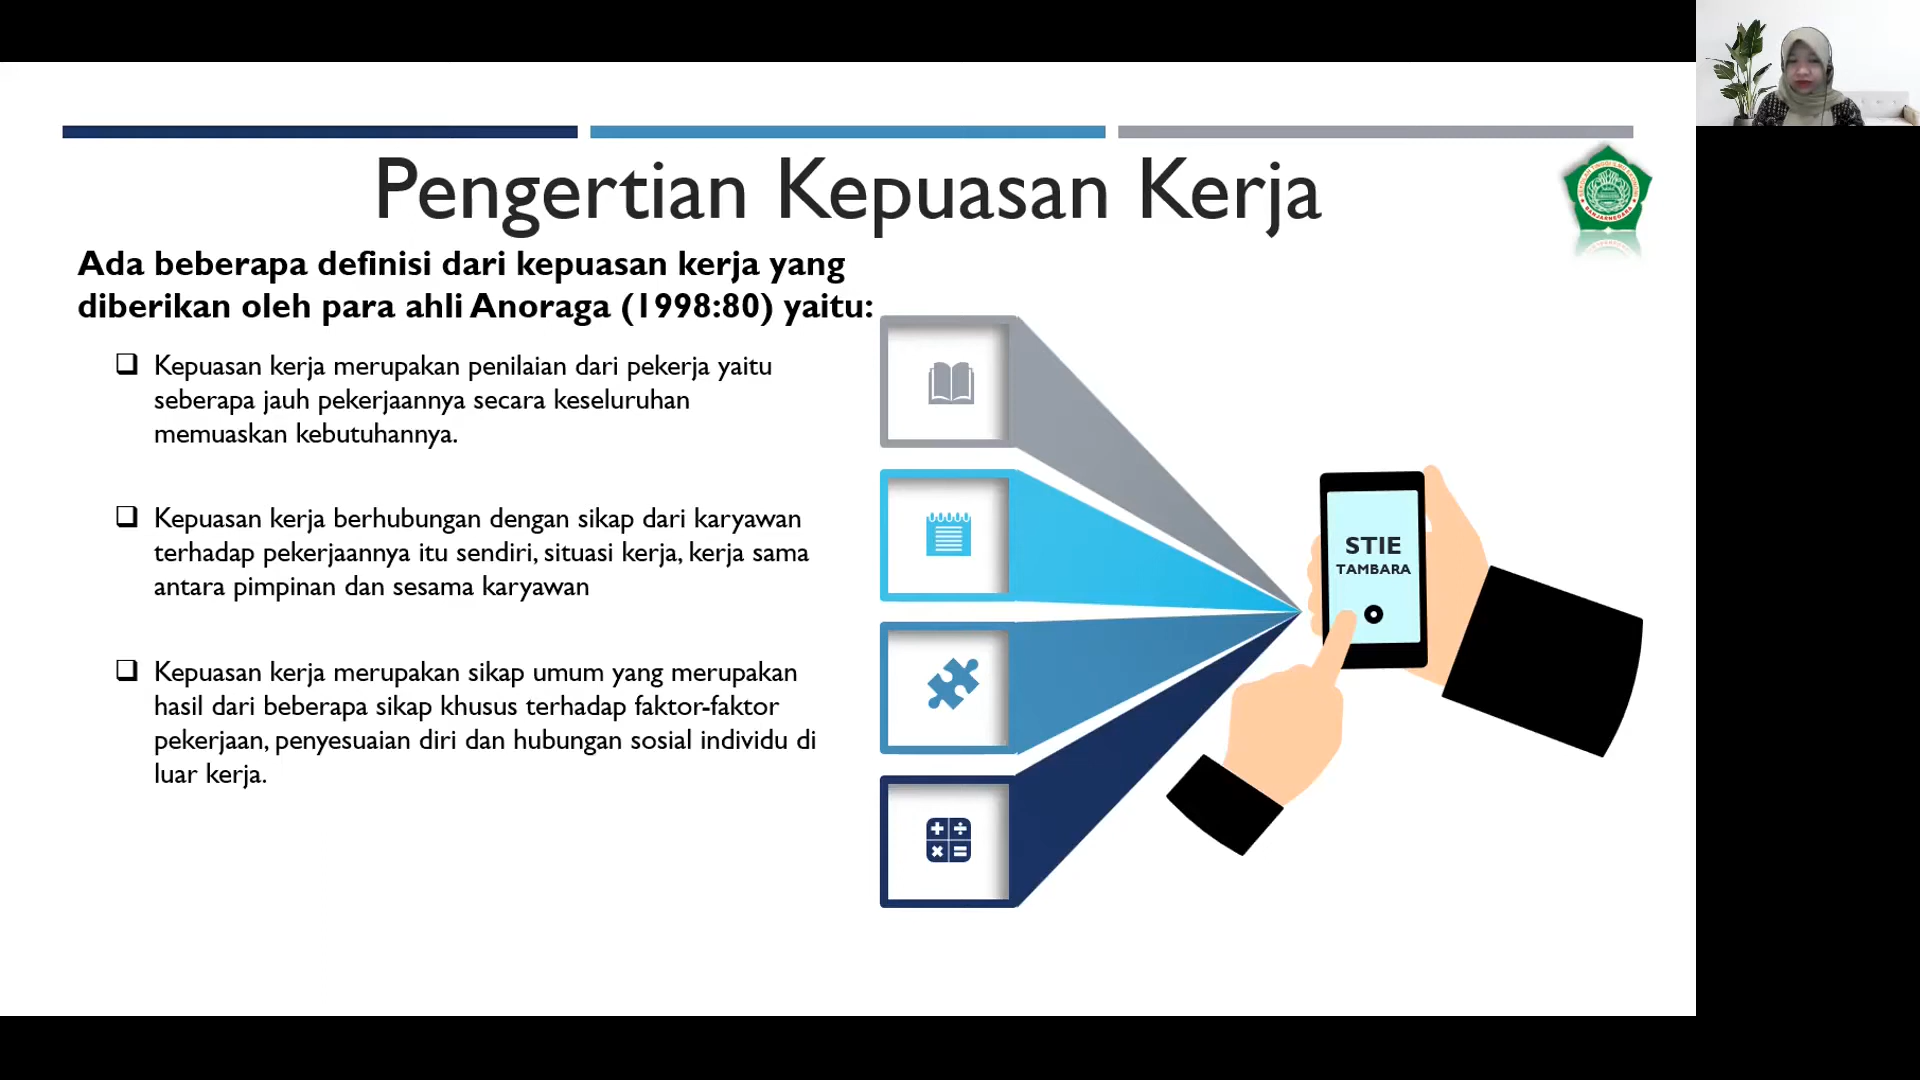 Pengertian Kepuasan Kerja
Ada beberapa definisi dari kepuasan kerja yang
diberikan oleh para ahli Anoraga (1998:80) yaitu:
Kepuasan kerja merupakan penilaian dari pekerja yaitu
seberapa jauh pekerjaannya secara keseluruhan
memuaskan kebutuhannya.
Kepuasan kerja berhubungan dengan sikap dari karyawan
terhadap pekerjaannya itu sendiri, situasi kerja, kerja sama
antara pimpinan dan sesama karyawan
Kepuasan kerja merupakan sikap umum yang merupakan
hasil dari beberapa sikap khusus terhadap faktor-faktor
pekerjaan, penyesuaian diri dan hubungan sosial individu di
luar kerja.
STIE
TAMBARA
BANJARNEGARA